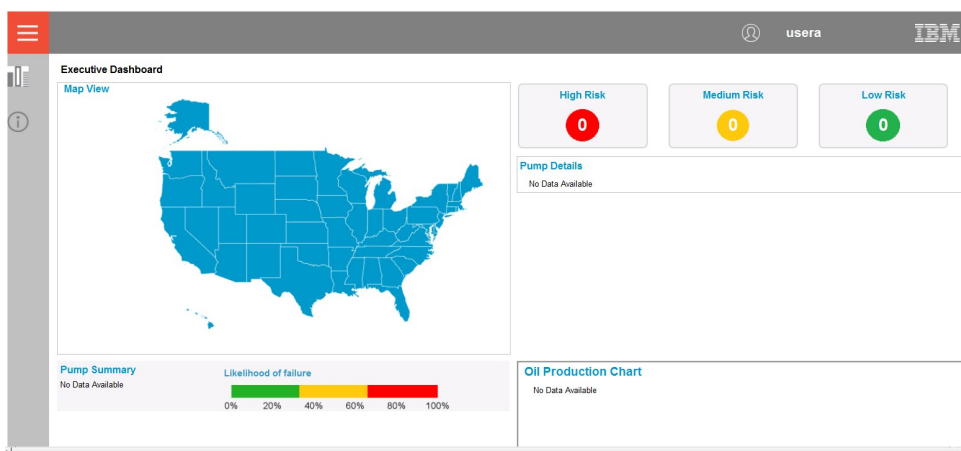 usera
IBM
Executive Dashboard
Map View
High Risk
Medium Risk
Low Risk
0
0
0
Pump Details
No Data Available
Pump Summary
No Data Available
Likelihood of failure
0% 20% 40% 60% 80% 100%
Oil Production Chart
No Data Available